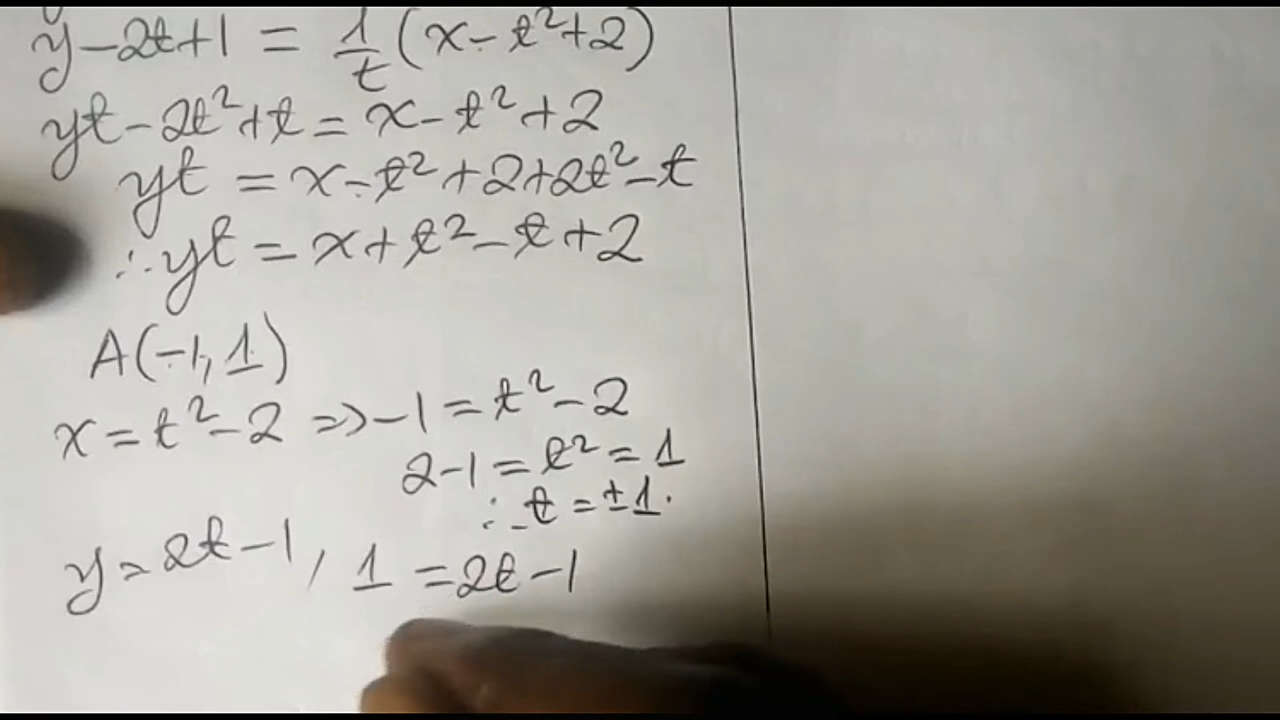 y-2t+1 = 1/t (x-t²+2)
yt-2t²+t = x-t²+2
yt = x-t²+2+2t²-t
∴yt = x+t²-t+2
A(-1,1)
x=t²-2 => -1=t²-2
2-1=t²=1
∴t=±1.
y=2t-1, 1=2t-1